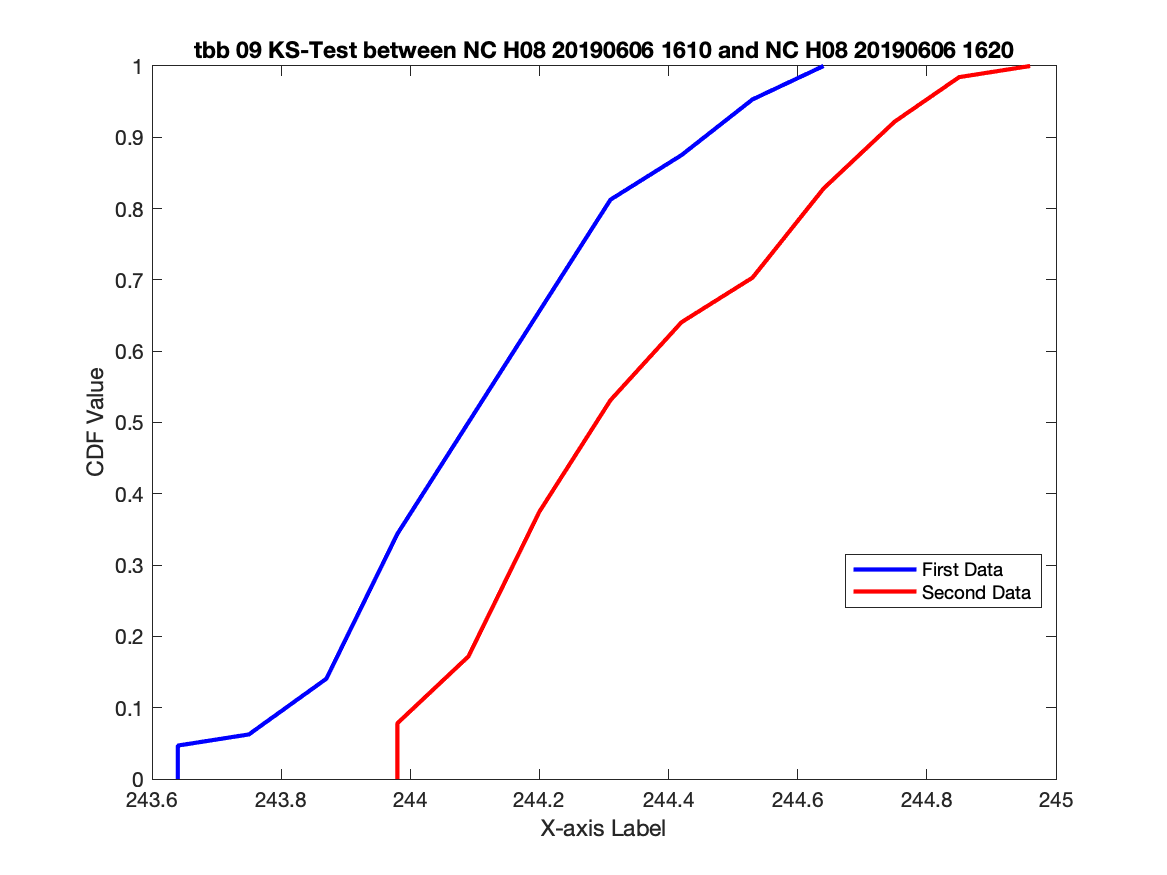 tbb 09 KS-Test between NC H08 20190606 1610 and NC H08 20190606 1620
1
0.9
0.8
0.7
0.6
0.5
0.4
0.3
0.2
0.1
0
CDF Value
First Data
Second Data
243.6 243.8 244 244.2 244.4 244.6 244.8 245
X-axis Label